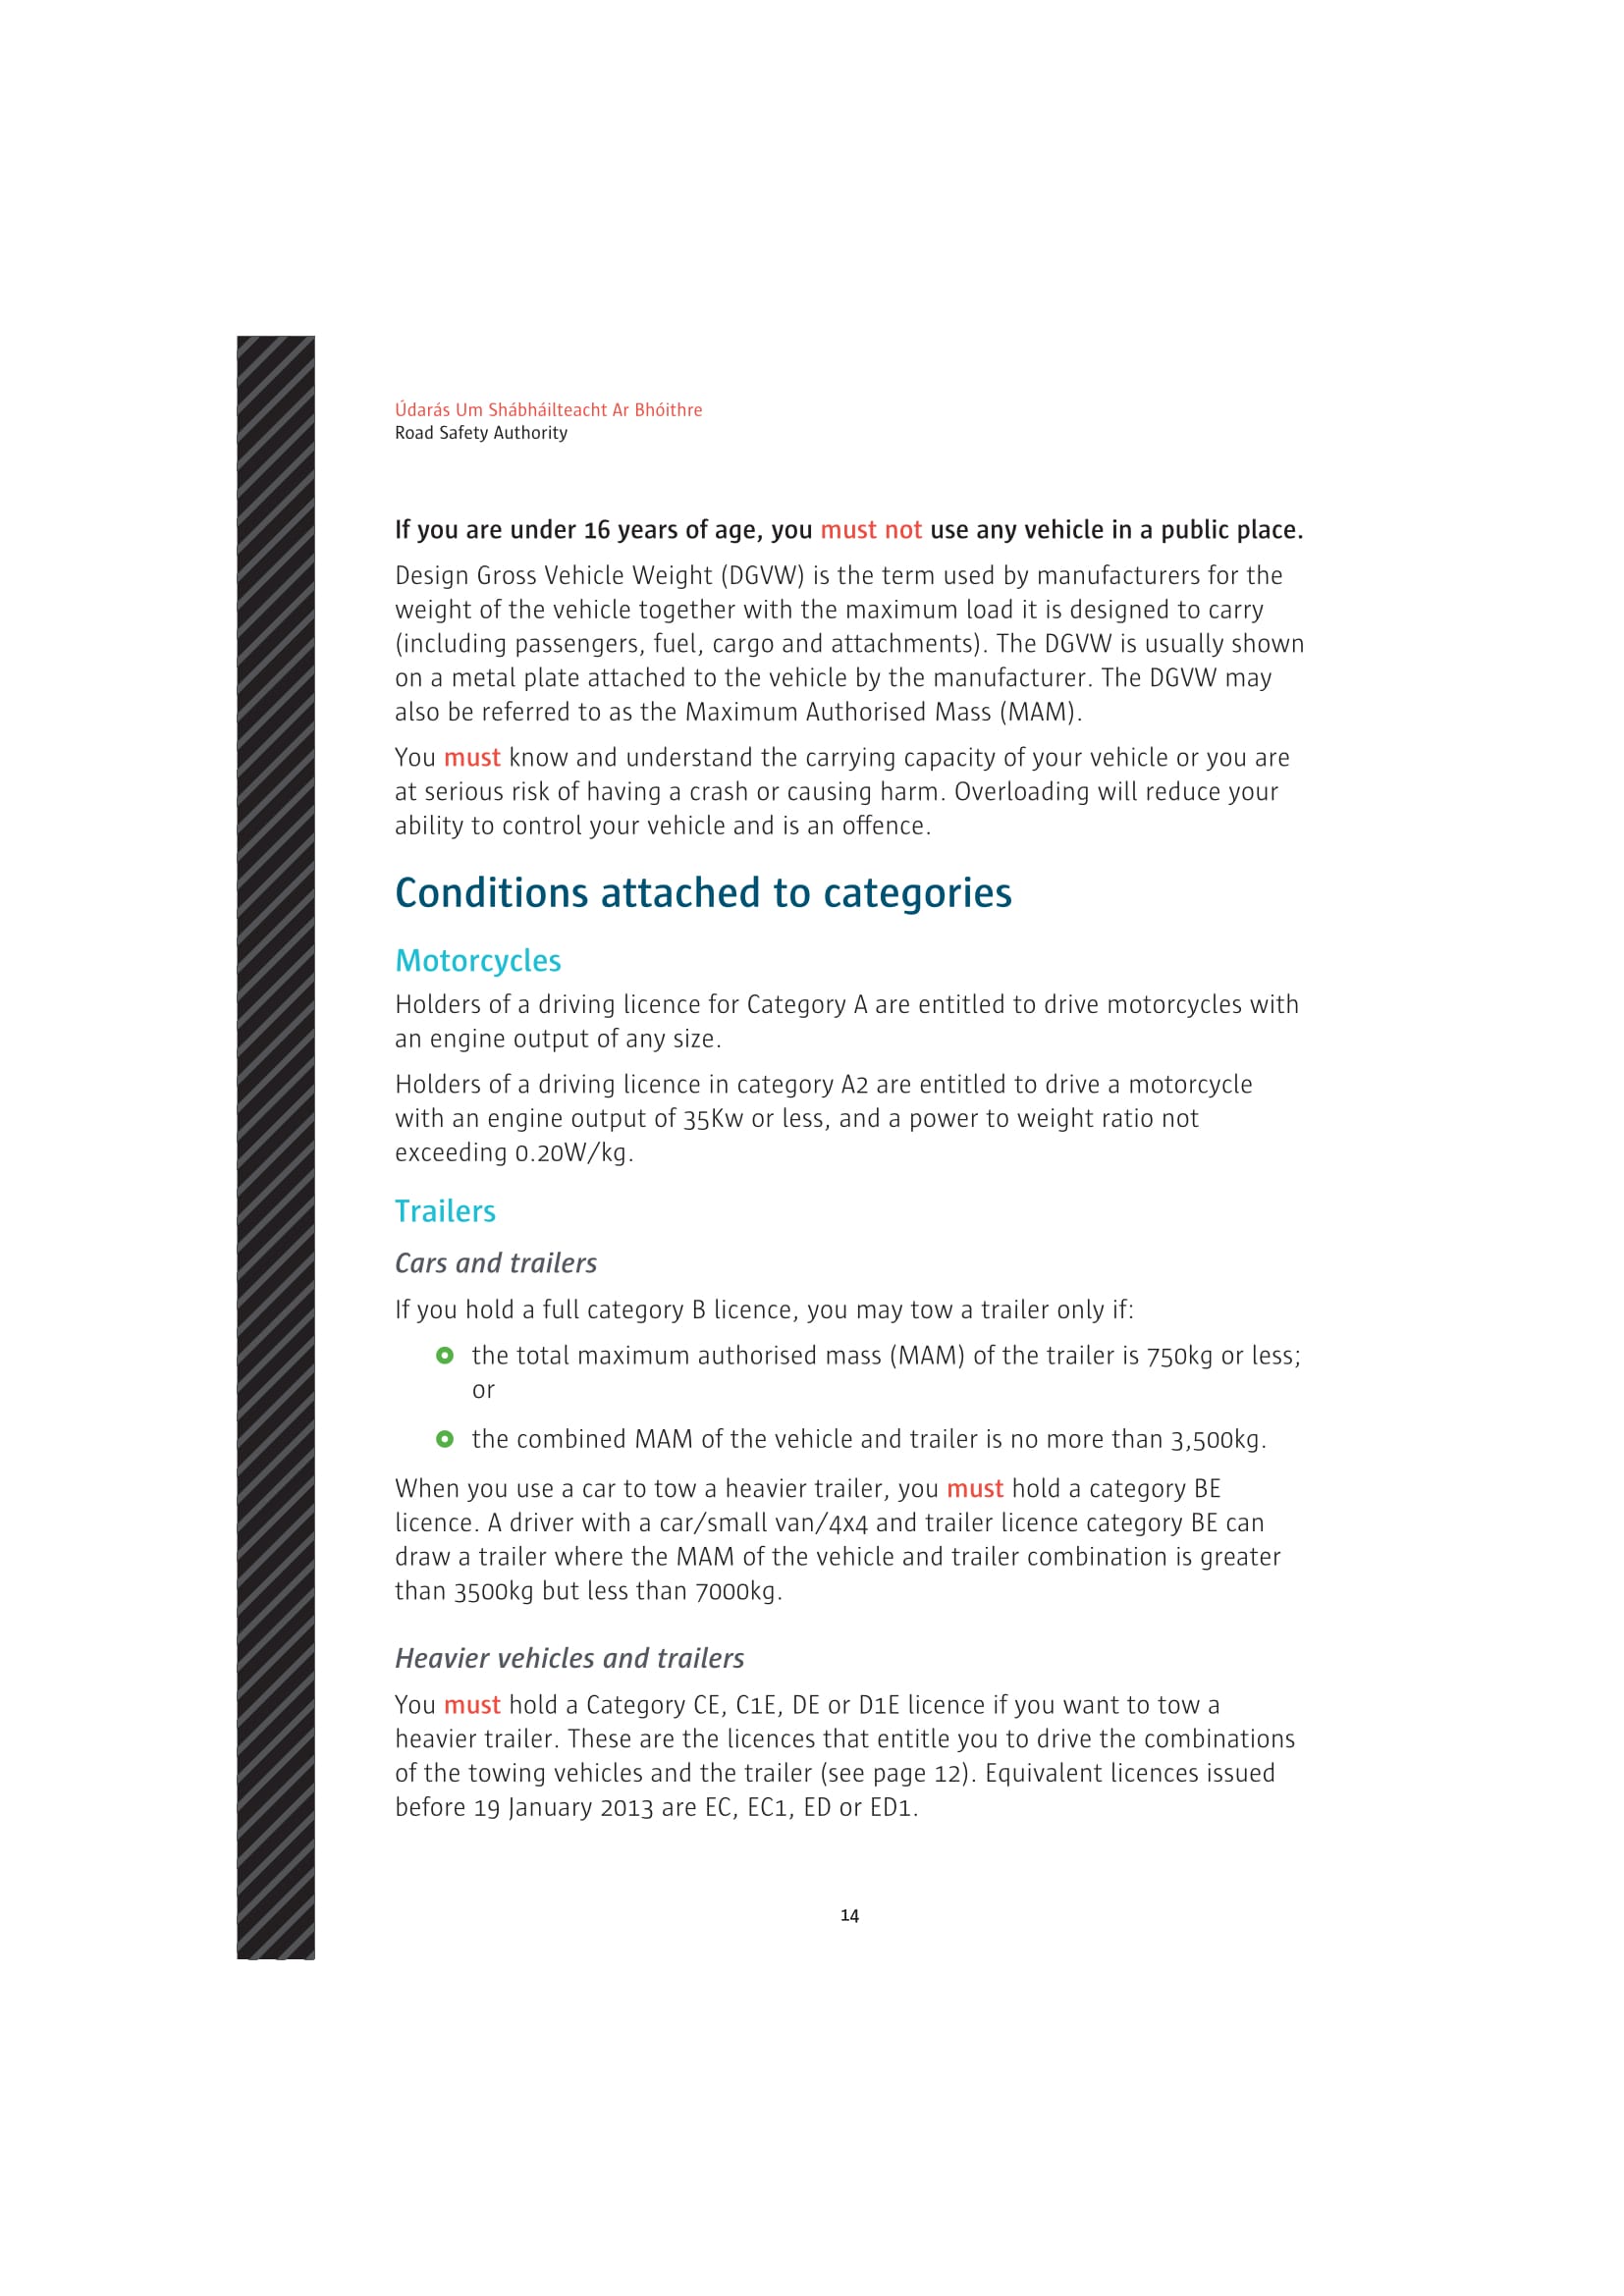 Údarás Um Shábháilteacht Ar Bhóithre
Road Safety Authority
If you are under 16 years of age, you must not use any vehicle in a public place.
Design Gross Vehicle Weight (DGVW) is the term used by manufacturers for the
weight of the vehicle together with the maximum load it is designed to carry
(including passengers, fuel, cargo and attachments). The DGVW is usually shown
on a metal plate attached to the vehicle by the manufacturer. The DGVW may
also be referred to as the Maximum Authorised Mass (MAM).
You must know and understand the carrying capacity of your vehicle or you are
at serious risk of having a crash or causing harm. Overloading will reduce your
ability to control your vehicle and is an offence.
Conditions attached to categories
Motorcycles
Holders of a driving licence for Category A are entitled to drive motorcycles with
an engine output of any size.
Holders of a driving licence in category A2 are entitled to drive a motorcycle
with an engine output of 35Kw or less, and a power to weight ratio not
exceeding 0.20W/kg.
Trailers
Cars and trailers
If you hold a full category B licence, you may tow a trailer only if:
the total maximum authorised mass (MAM) of the trailer is 750kg or less;
or
the combined MAM of the vehicle and trailer is no more than 3,500kg.
When you use a car to tow a heavier trailer, you must hold a category BE
licence. A driver with a car/small van/4x4 and trailer licence category BE can
draw a trailer where the MAM of the vehicle and trailer combination is greater
than 3500kg but less than 7000kg.
Heavier vehicles and trailers
You must hold a Category CE, C1E, DE or D1E licence if you want to tow a
heavier trailer. These are the licences that entitle you to drive the combinations
of the towing vehicles and the trailer (see page 12). Equivalent licences issued
before 19 January 2013 are EC, EC1, ED or ED1.
14